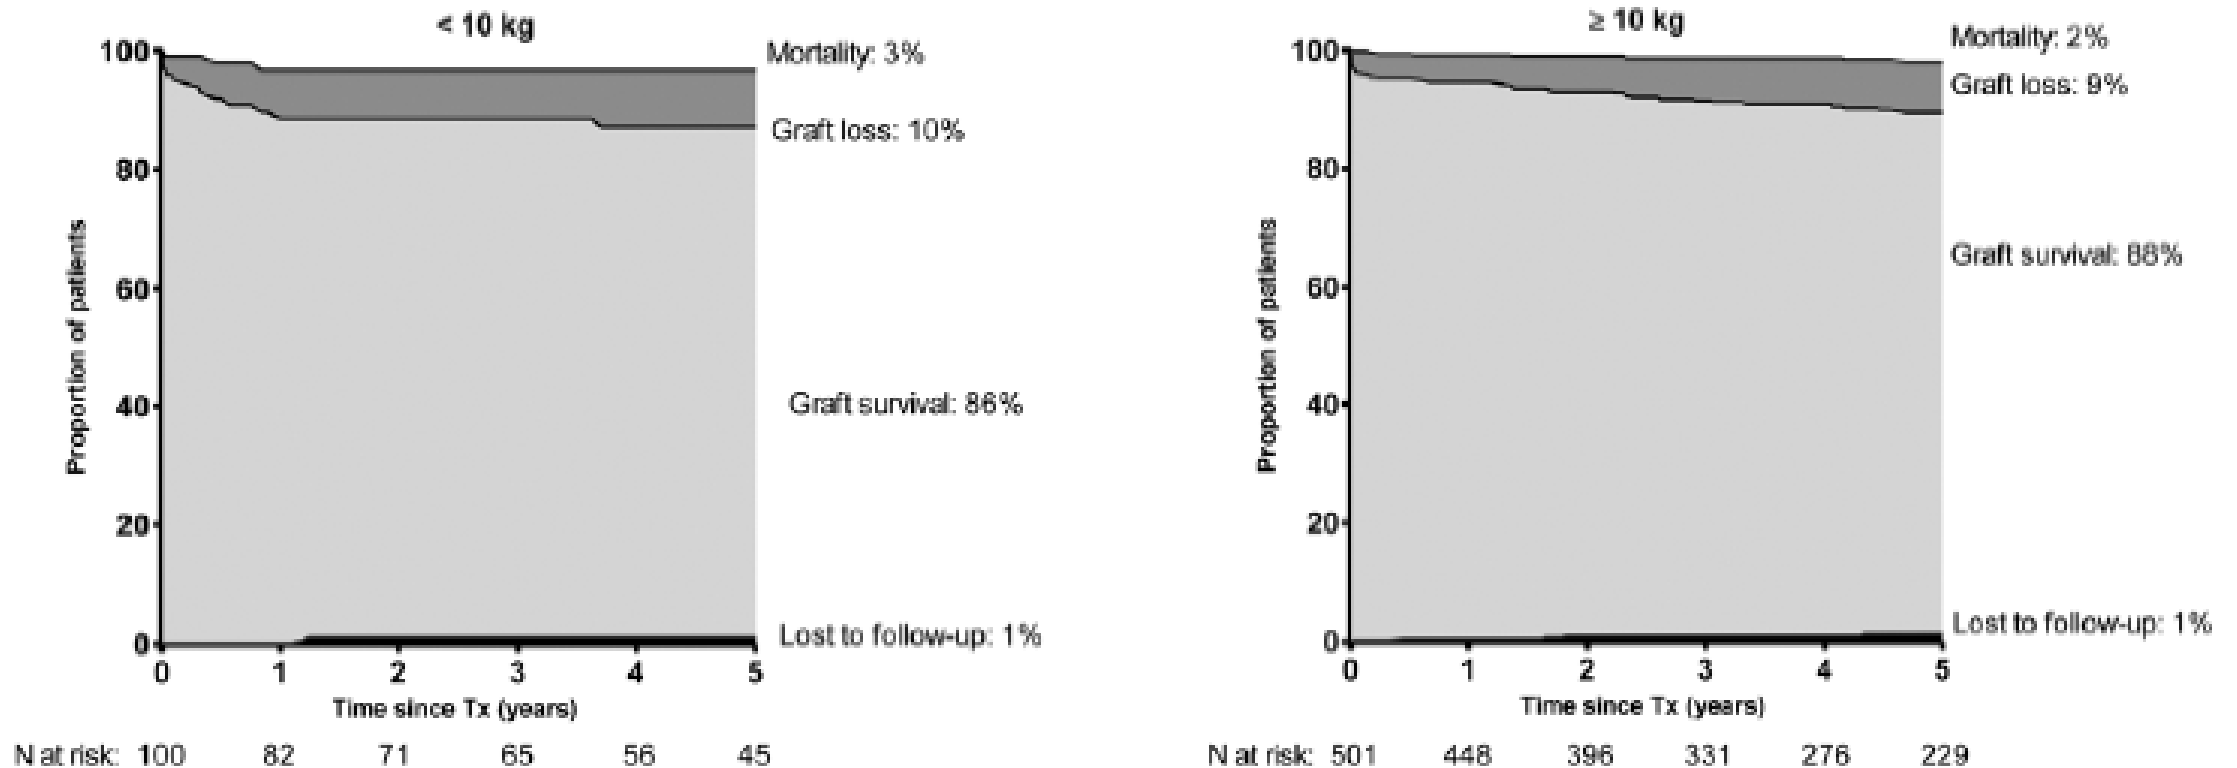 < 10 kg
100
80
60
40
20
0
Proportion of patients
0 1 2 3 4 5
Time since Tx (years)
N at risk: 100 82 71 65 56 45
Mortality: 3%
Graft loss: 10%
Graft survival: 86%
Lost to follow-up: 1%
≥ 10 kg
100
80
60
40
20
0
Proportion of patients
0 1 2 3 4 5
Time since Tx (years)
N at risk: 501 448 396 331 276 229
Mortality: 2%
Graft loss: 9%
Graft survival: 88%
Lost to follow-up: 1%